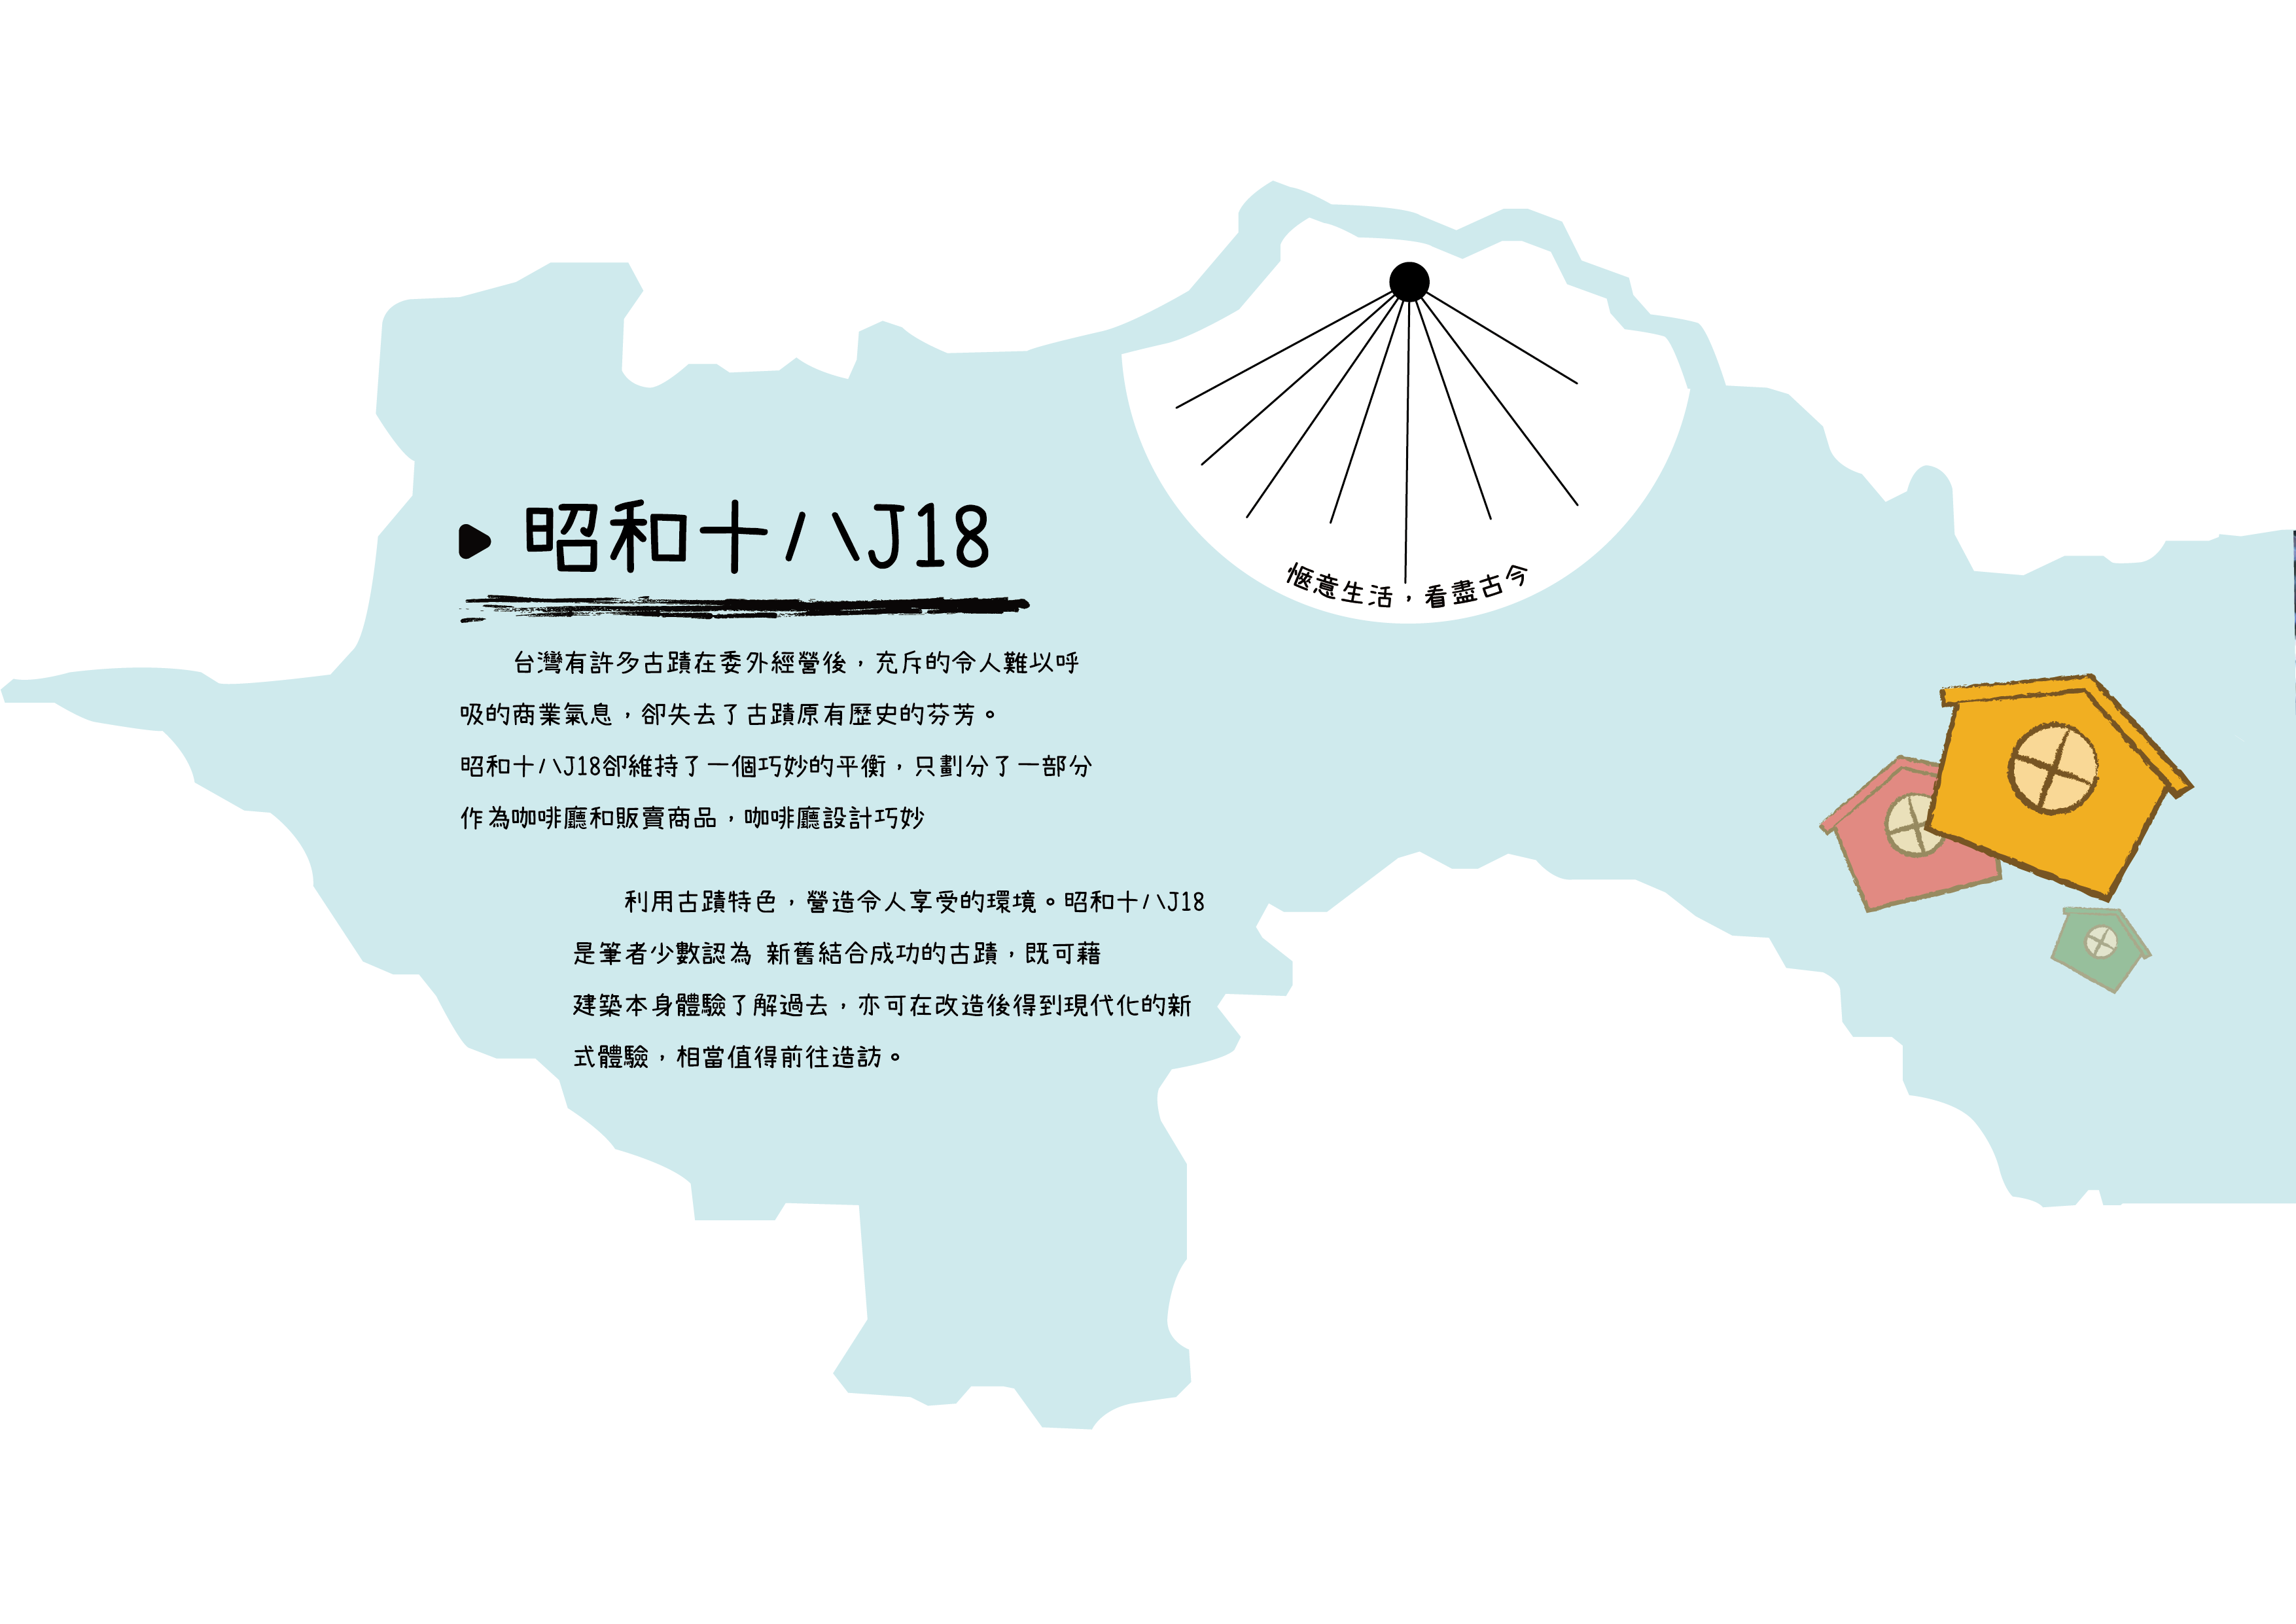 昭和十八J18
愜意生活，看盡古今
台灣有許多古蹟在委外經營後，充斥的令人難以呼
吸的商業氣息，卻失去了古蹟原有歷史的芬芳。
昭和十八J18卻維持了一個巧妙的平衡，只劃分了一部分
作為咖啡廳和販賣商品，咖啡廳設計巧妙
利用古蹟特色，營造令人享受的環境。昭和十八J18
是筆者少數認為 新舊結合成功的古蹟，既可藉
建築本身體驗了解過去，亦可在改造後得到現代化的新
式體驗，相當值得前往造訪。